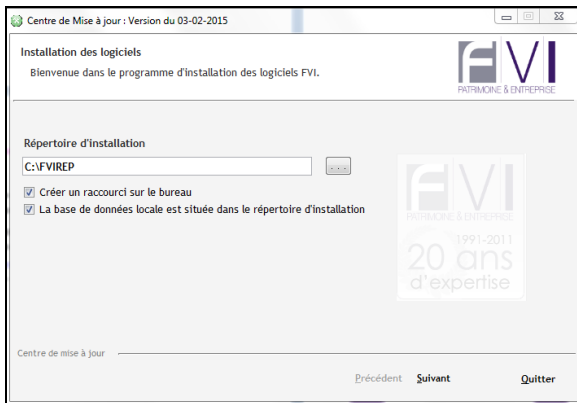 Centre de Mise à jour : Version du 03-02-2015
Installation des logiciels
Bienvenue dans le programme d'installation des logiciels FVI.
FVI
PATRIMOINE & ENTREPRISE
Répertoire d'installation
C:\FVIREP
...
Créer un raccourci sur le bureau
La base de données locale est située dans le répertoire d'installation
FVI
PATRIMOINE & ENTREPRISE
1991-2011
20 ans
d'expertise
Centre de mise à jour
Précédent Suivant Quitter